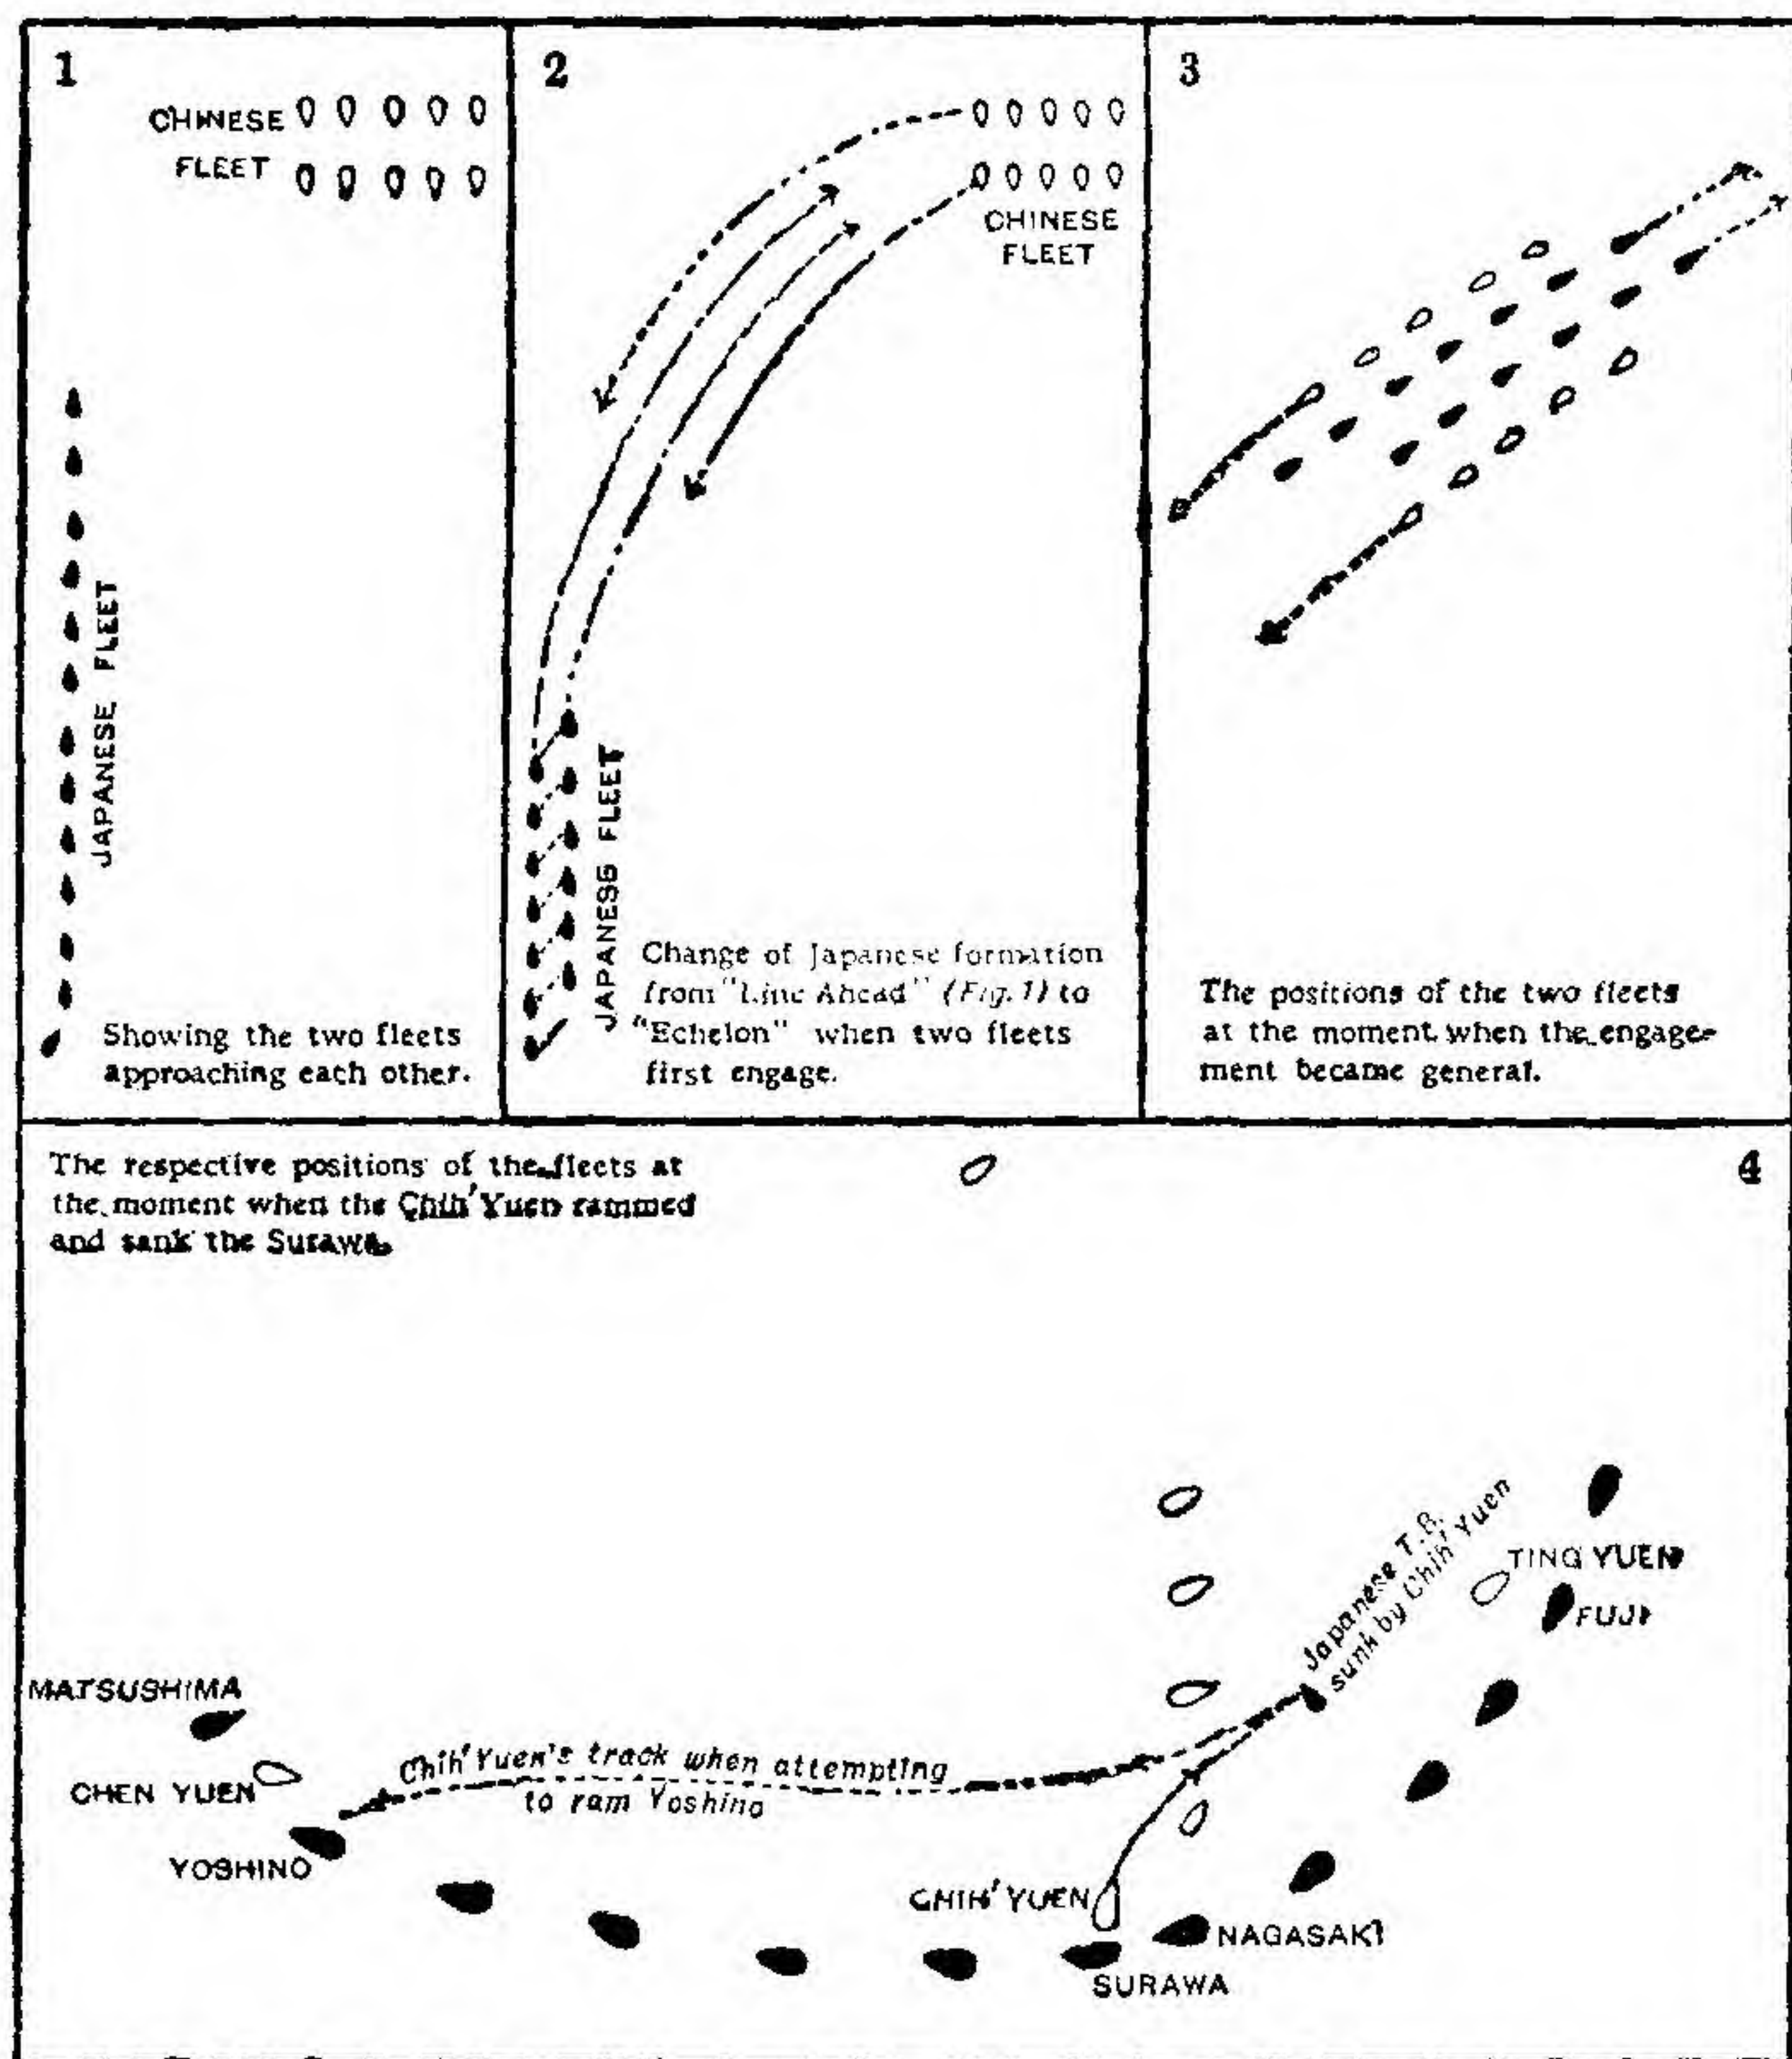 1
CHINESE
FLEET
JAPANESE FLEET
Showing the two fleets
approaching each other.
2
CHINESE
FLEET
JAPANESE FLEET
Change of Japanese formation
from "Line Ahead" (Fig. 1) to
"Echelon" when two fleets
first engage.
3
The positions of the two fleets
at the moment when the engage-
ment became general.
4
The respective positions of the fleets at
the moment when the Chih' Yuen rammed
and sank the Surawa.
Japanese T.B.
sunk by Chih' Yuen
TING YUEN
FUJI
MATSUSHIMA
CHEN YUEN
YOSHINO
Chih' Yuen's track when attempting
to ram Yoshino
CHIH' YUEN
NAGASAKI
SURAWA